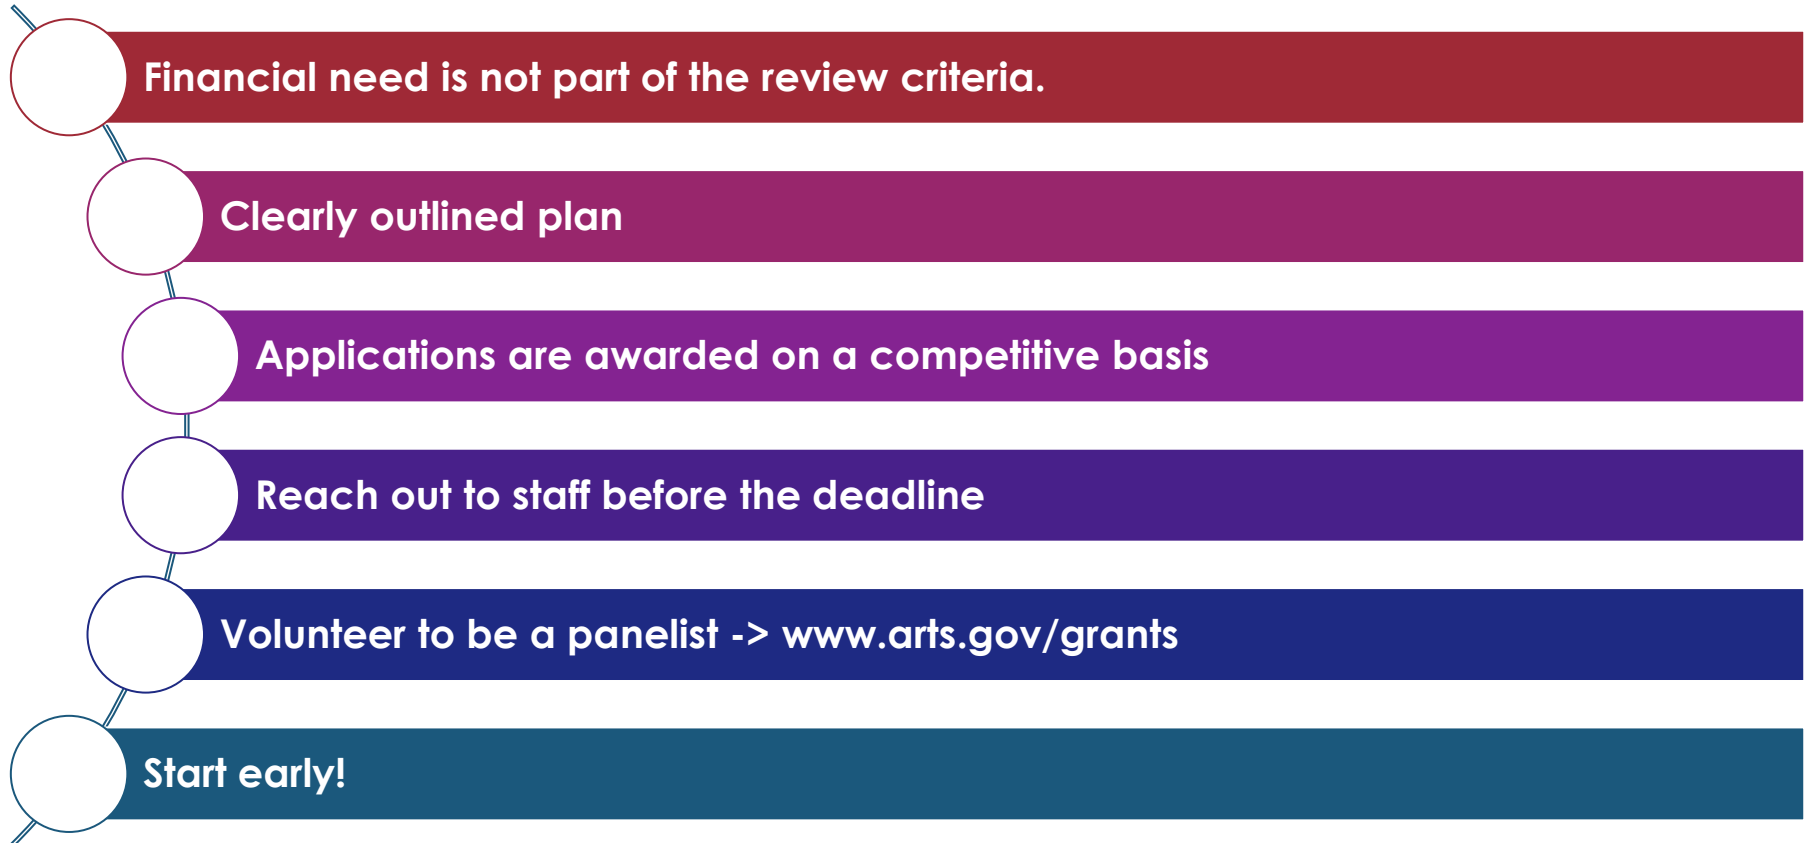 Financial need is not part of the review criteria.
Clearly outlined plan
Applications are awarded on a competitive basis
Reach out to staff before the deadline
Volunteer to be a panelist -> www.arts.gov/grants
Start early!